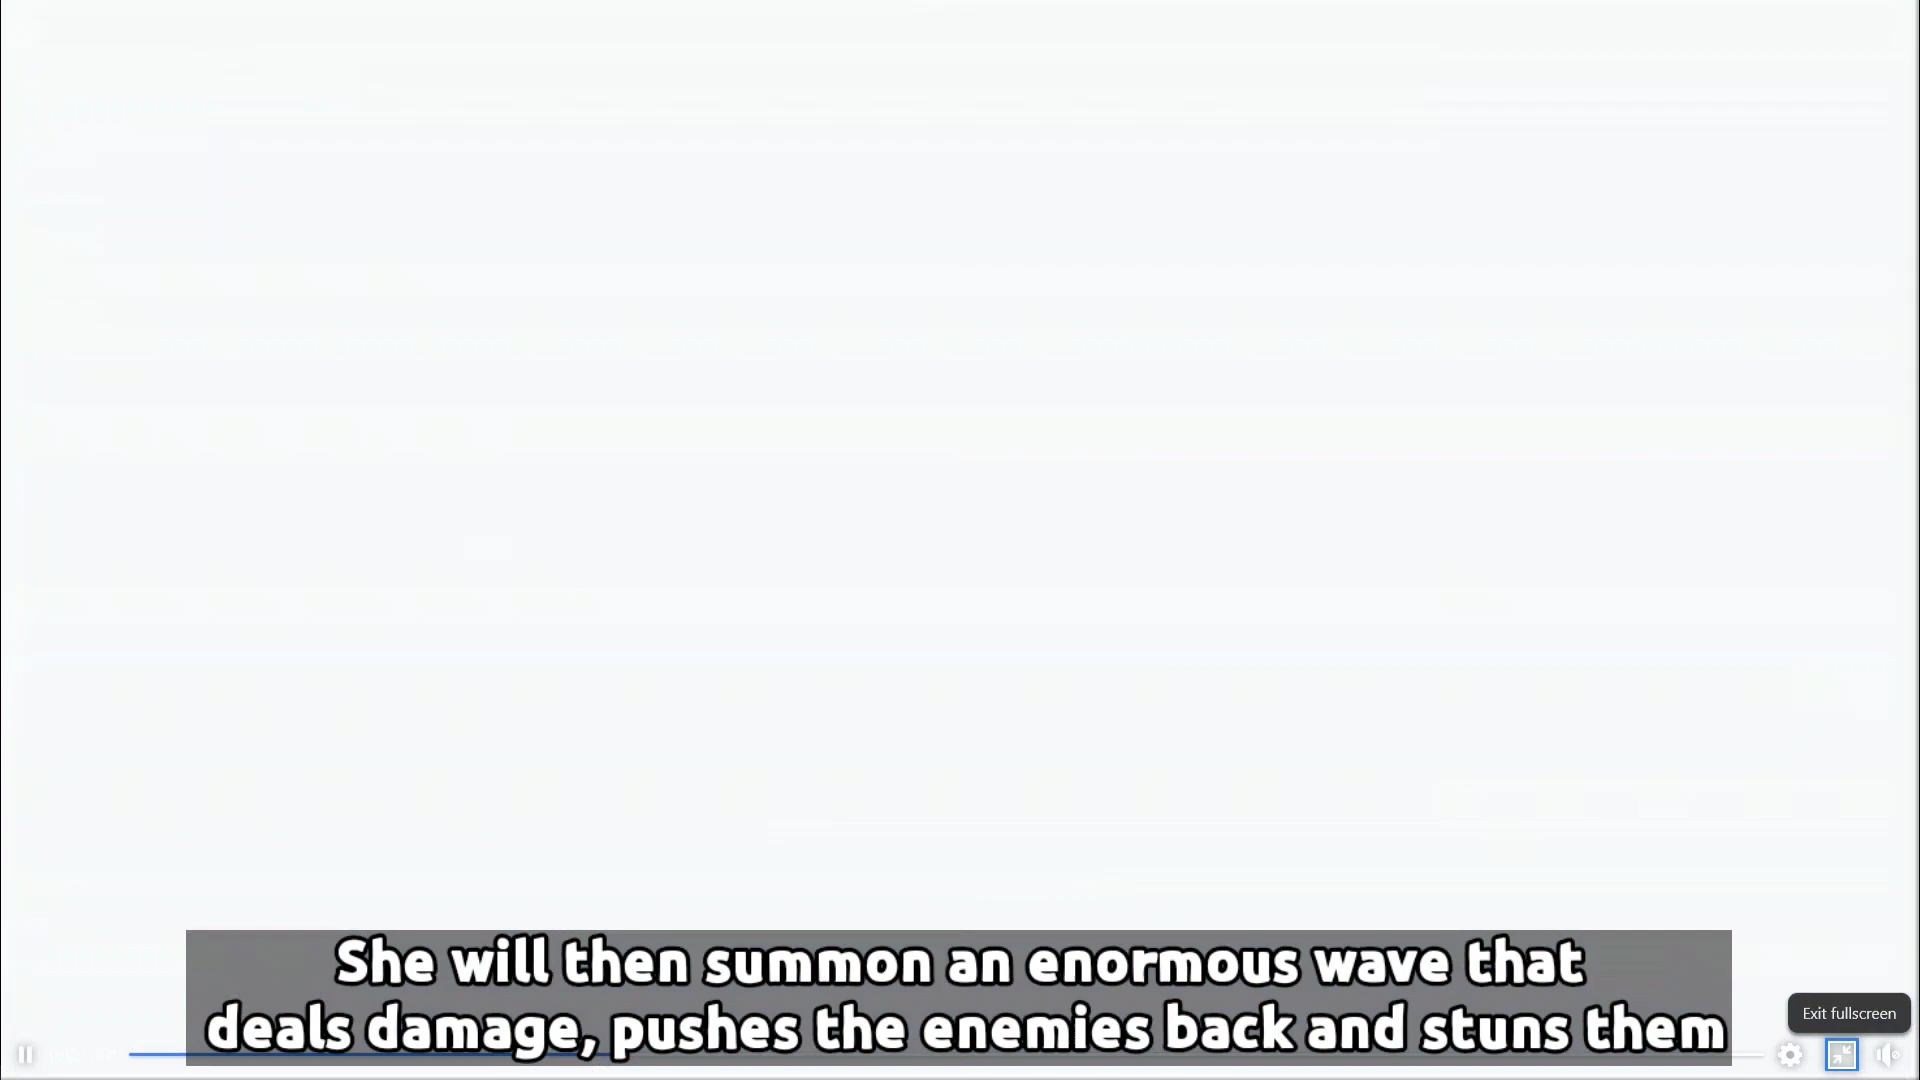 She will then summon an enormous wave that
deals damage, pushes the enemies back and stuns them
Exit fullscreen